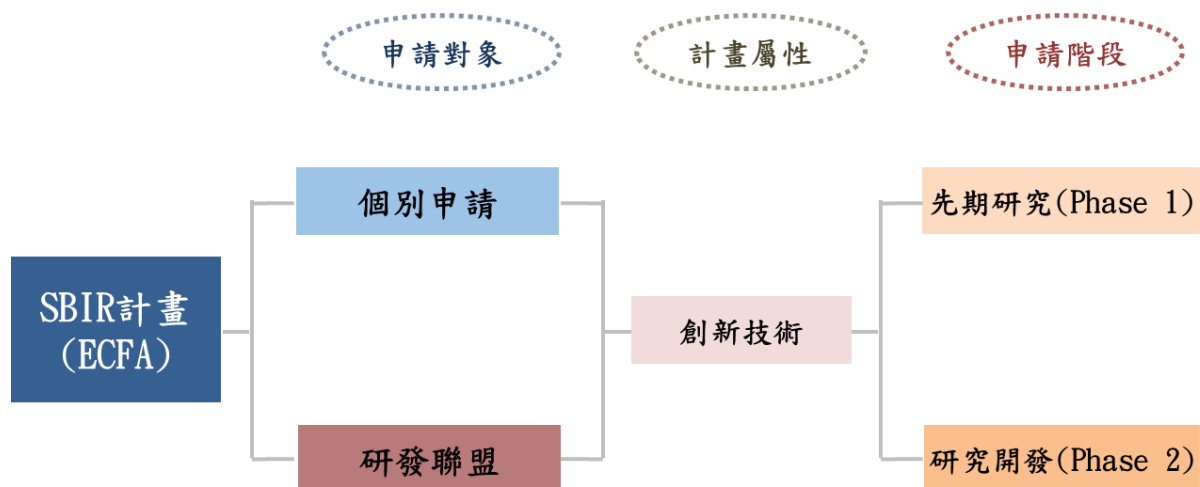 申請對象
計畫屬性
申請階段
個別申請
先期研究(Phase 1)
SBIR計畫
(ECFA)
創新技術
研發聯盟
研究開發(Phase 2)